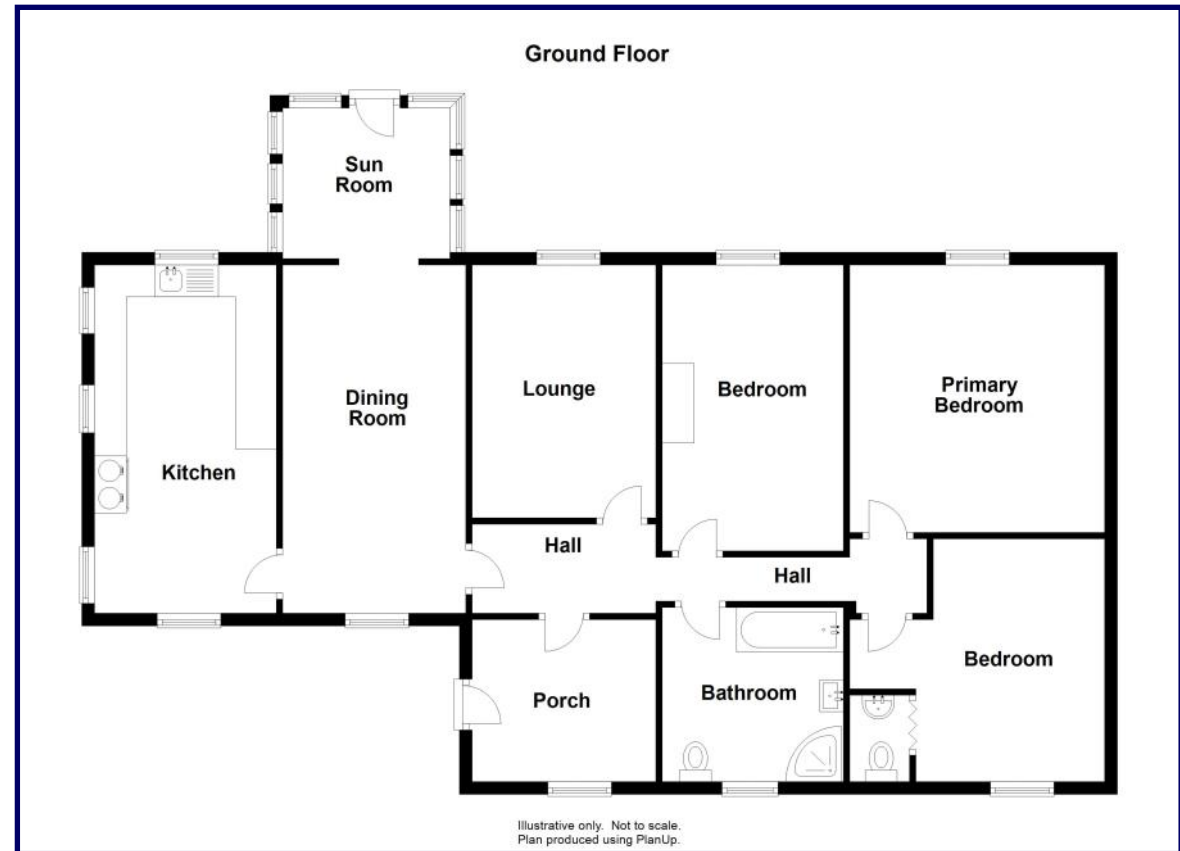 Ground Floor
Sun
Room
Lounge
Bedroom
Primary
Bedroom
Dining
Room
Kitchen
Hall
Hall
Bedroom
Porch
Bathroom
Illustrative only. Not to scale.
Plan produced using PlanUp.